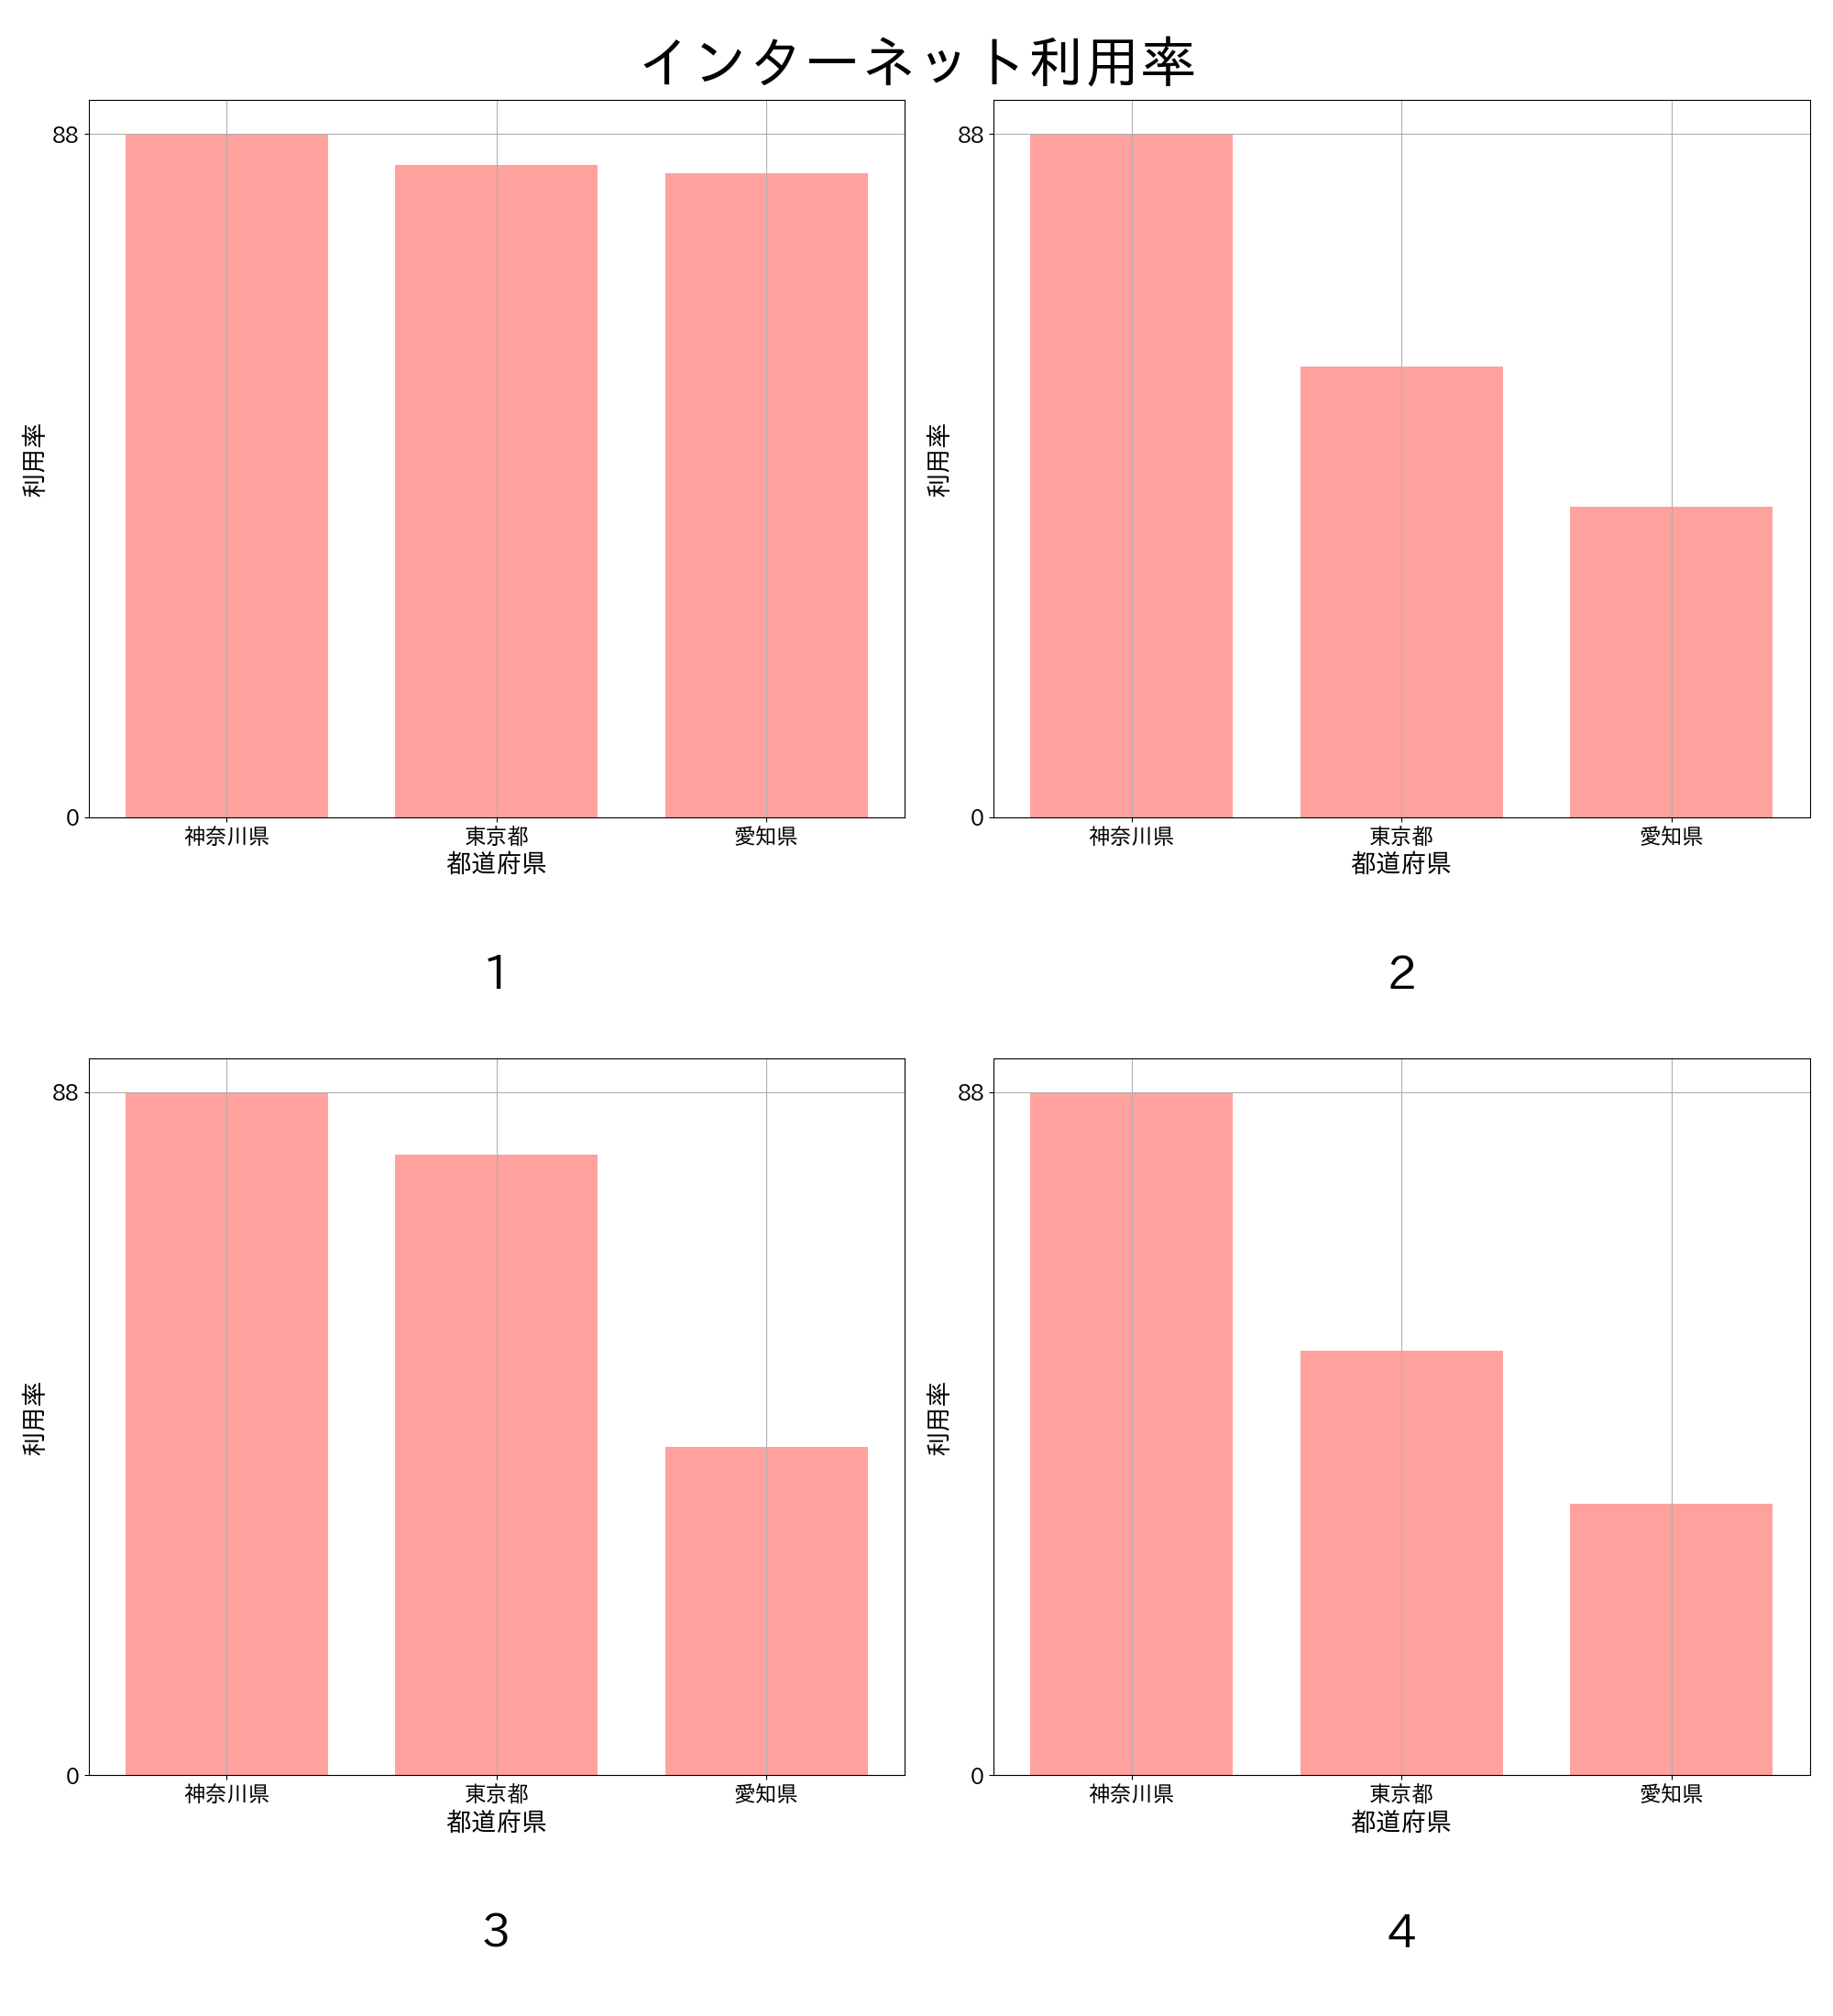 インターネット利用率
88
0
利用率
神奈川県 東京都 愛知県
都道府県
1
88
0
利用率
神奈川県 東京都 愛知県
都道府県
2
88
0
利用率
神奈川県 東京都 愛知県
都道府県
3
88
0
利用率
神奈川県 東京都 愛知県
都道府県
4